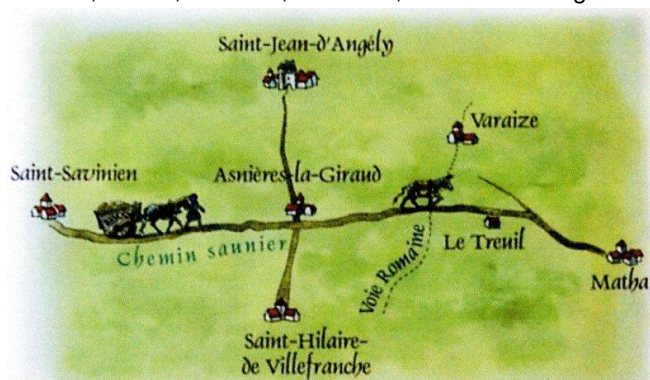 Saint-Jean-d'Angély
Varaize
Saint-Savinien
Asnières-la-Giraud
Chemin saunier
Voie Romaine
Le Treuil
Matha
Saint-Hilaire-
de Villefranche